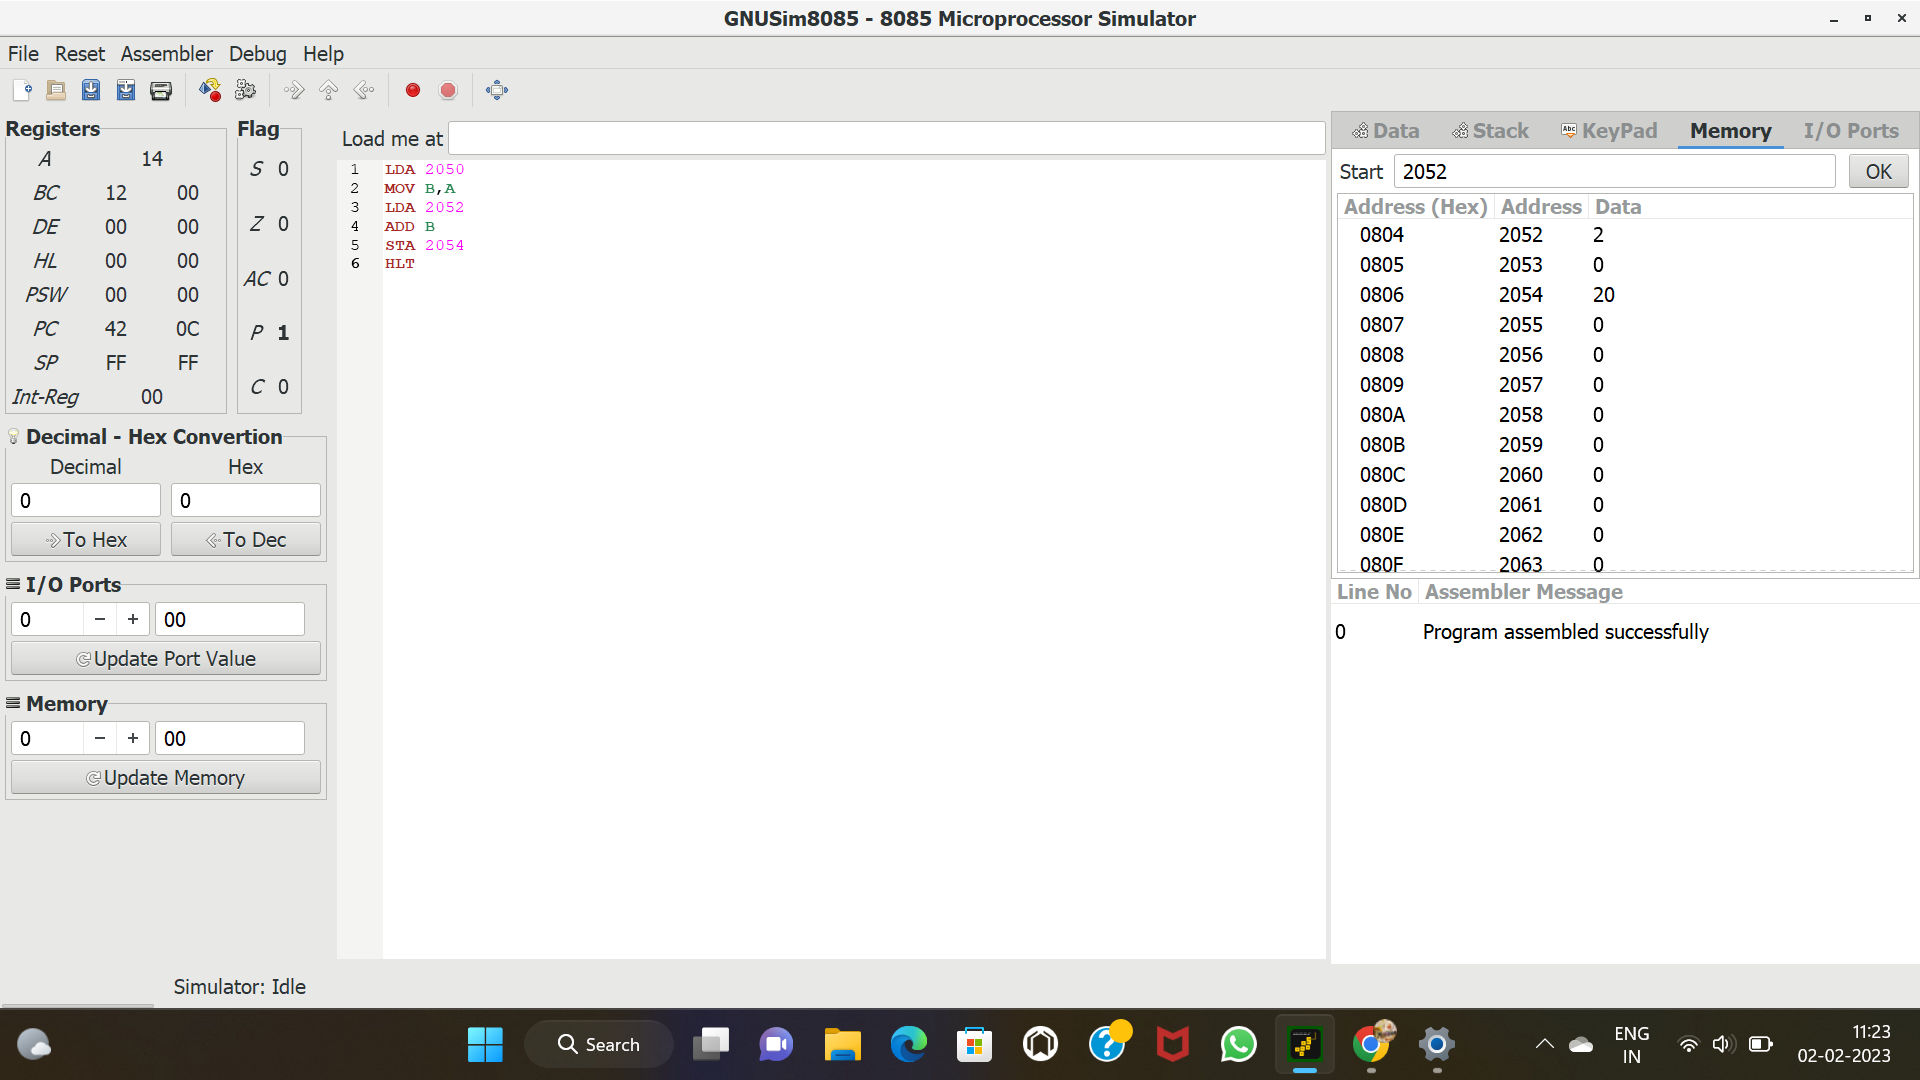 GNUSim8085 - 8085 Microprocessor Simulator
File Reset Assembler Debug Help
Registers
A 14
BC 12 00
DE 00 00
HL 00 00
PSW 00 00
PC 42 0C
SP FF FF
Int-Reg 00
Flag
S 0
Z 0
AC 0
P 1
C 0
Decimal - Hex Convertion
Decimal Hex
0 0
To Hex To Dec
I/O Ports
0 − + 00
Update Port Value
Memory
0 − + 00
Update Memory
Load me at
1 LDA 2050
2 MOV B,A
3 LDA 2052
4 ADD B
5 STA 2054
6 HLT
Data Stack Abc KeyPad Memory I/O Ports
Start 2052 OK
Address (Hex) Address Data
0804 2052 2
0805 2053 0
0806 2054 20
0807 2055 0
0808 2056 0
0809 2057 0
080A 2058 0
080B 2059 0
080C 2060 0
080D 2061 0
080E 2062 0
080F 2063 0
Line No Assembler Message
0 Program assembled successfully
Simulator: Idle
Search
ENG
IN
11:23
02-02-2023